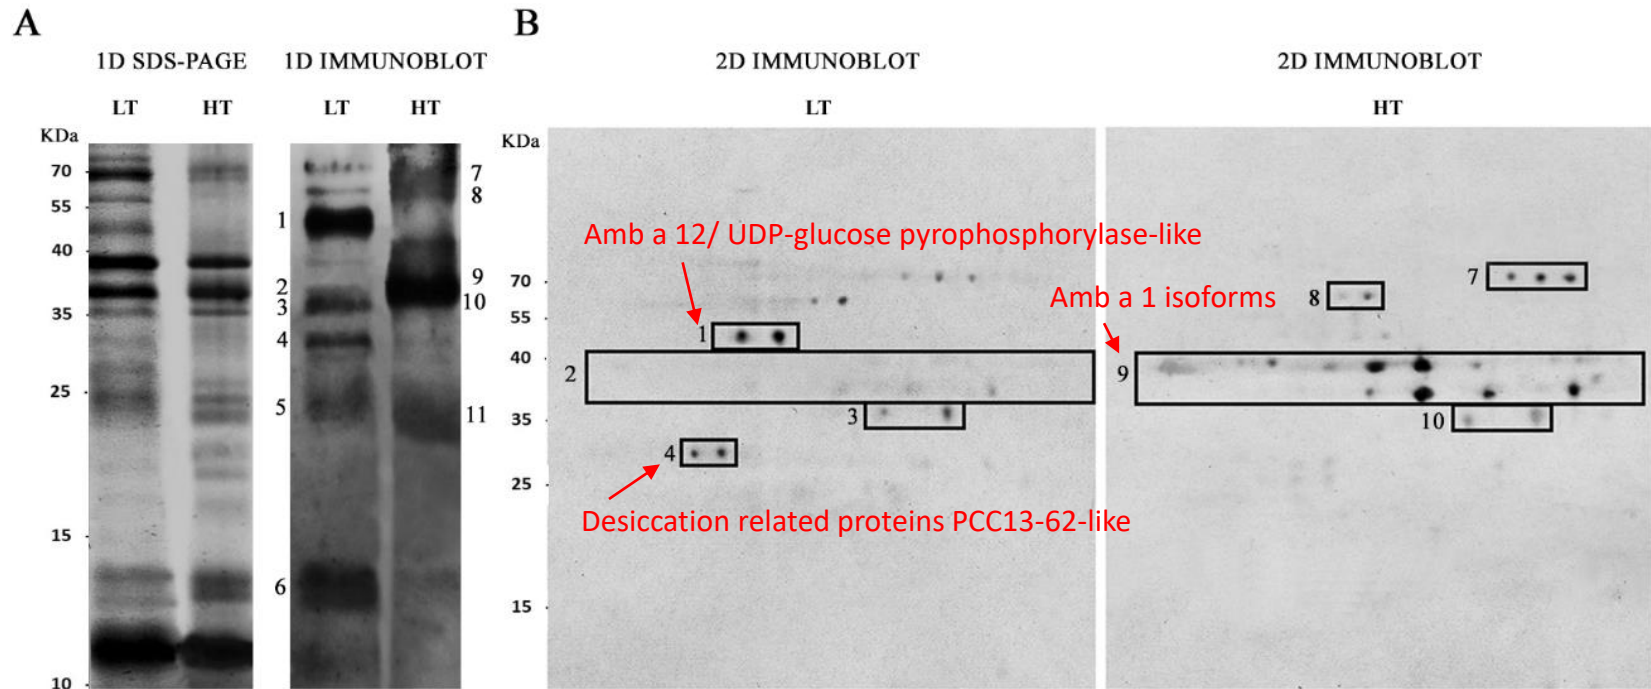 A
B
1D SDS-PAGE
1D IMMUNOBLOT
2D IMMUNOBLOT
2D IMMUNOBLOT
LT
HT
LT
HT
LT
HT
KDa
70
55
40
35
25
15
10
1
2
3
4
5
6
7
8
9
10
11
KDa
70
55
40
35
25
15
Amb a 12/ UDP-glucose pyrophosphorylase-like
1
2
3
4
Desiccation related proteins PCC13-62-like
Amb a 1 isoforms
7
8
9
10